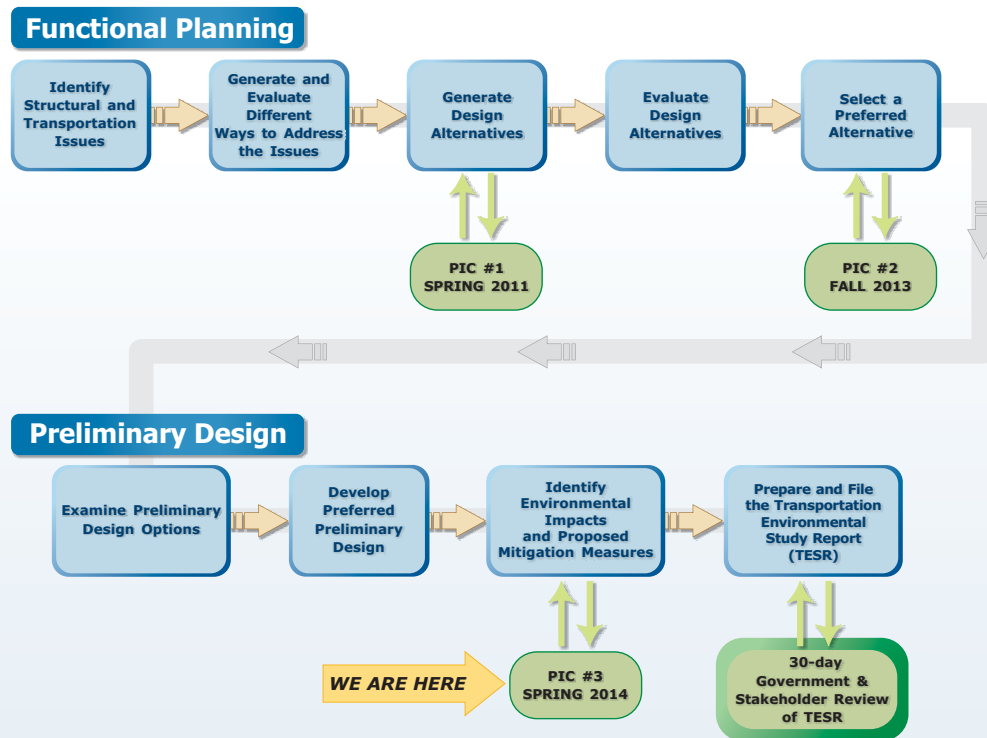 Functional Planning
Identify
Structural and
Transportation
Issues
Generate and
Evaluate
Different
Ways to Address
the Issues
Generate
Design
Alternatives
Evaluate
Design
Alternatives
Select a
Preferred
Alternative
PIC #1
SPRING 2011
PIC #2
FALL 2013
Preliminary Design
Examine Preliminary
Design Options
Develop
Preferred
Preliminary
Design
Identify
Environmental
Impacts
and Proposed
Mitigation Measures
Prepare and File
the Transportation
Environmental
Study Report
(TESR)
WE ARE HERE
PIC #3
SPRING 2014
30-day
Government &
Stakeholder Review
of TESR